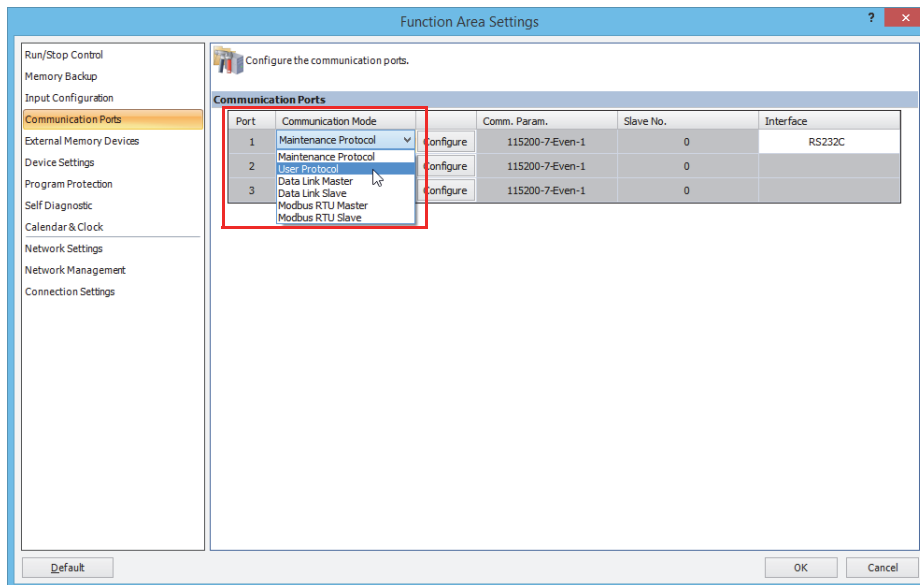 Function Area Settings
? ×
Run/Stop Control
Memory Backup
Input Configuration
Communication Ports
External Memory Devices
Device Settings
Program Protection
Self Diagnostic
Calendar & Clock
Network Settings
Network Management
Connection Settings
Configure the communication ports.
Communication Ports
Port Communication Mode Comm. Param. Slave No. Interface
1 Maintenance Protocol Configure 115200-7-Even-1 0 RS232C
2 Configure 115200-7-Even-1 0
3 Configure 115200-7-Even-1 0
Maintenance Protocol
User Protocol
Data Link Master
Data Link Slave
Modbus RTU Master
Modbus RTU Slave
Default OK Cancel